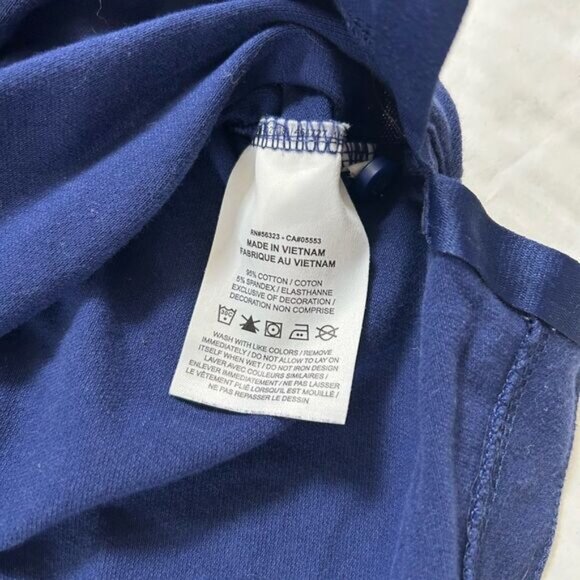 RN#56323 - CA#05553
MADE IN VIETNAM
FABRIQUE AU VIETNAM
95% COTTON / COTON
5% SPANDEX / ELASTHANNE
EXCLUSIVE OF DECORATION /
DECORATION NON COMPRISE
WASH WITH LIKE COLORS / REMOVE
IMMEDIATELY / DO NOT ALLOW TO LAY ON
ITSELF WHEN WET / DO NOT IRON DESIGN
LAVER AVEC COULEURS SIMILAIRES /
ENLEVER IMMÉDIATEMENT / NE PAS LAISSER
LE VÊTEMENT PLIÉ LORSQU'IL EST MOUILLÉ /
NE PAS REPASSER LE DESSIN